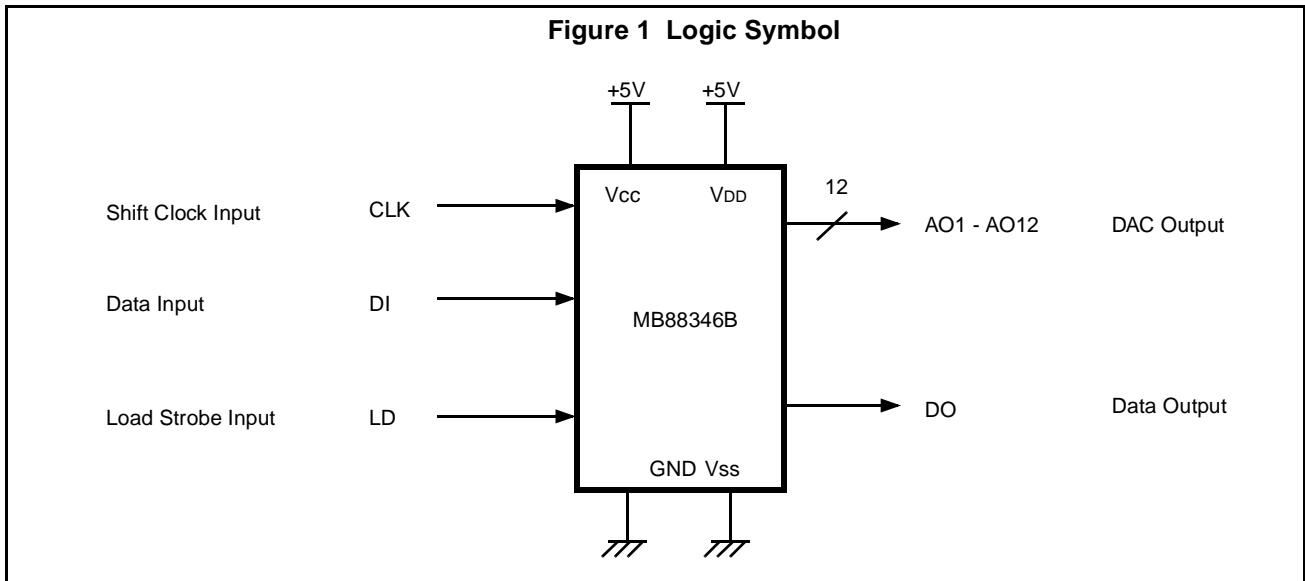 Figure 1 Logic Symbol
+5V +5V
Vcc VDD
12
Shift Clock Input CLK
AO1 - AO12 DAC Output
Data Input DI
MB88346B
Load Strobe Input LD
DO Data Output
GND Vss